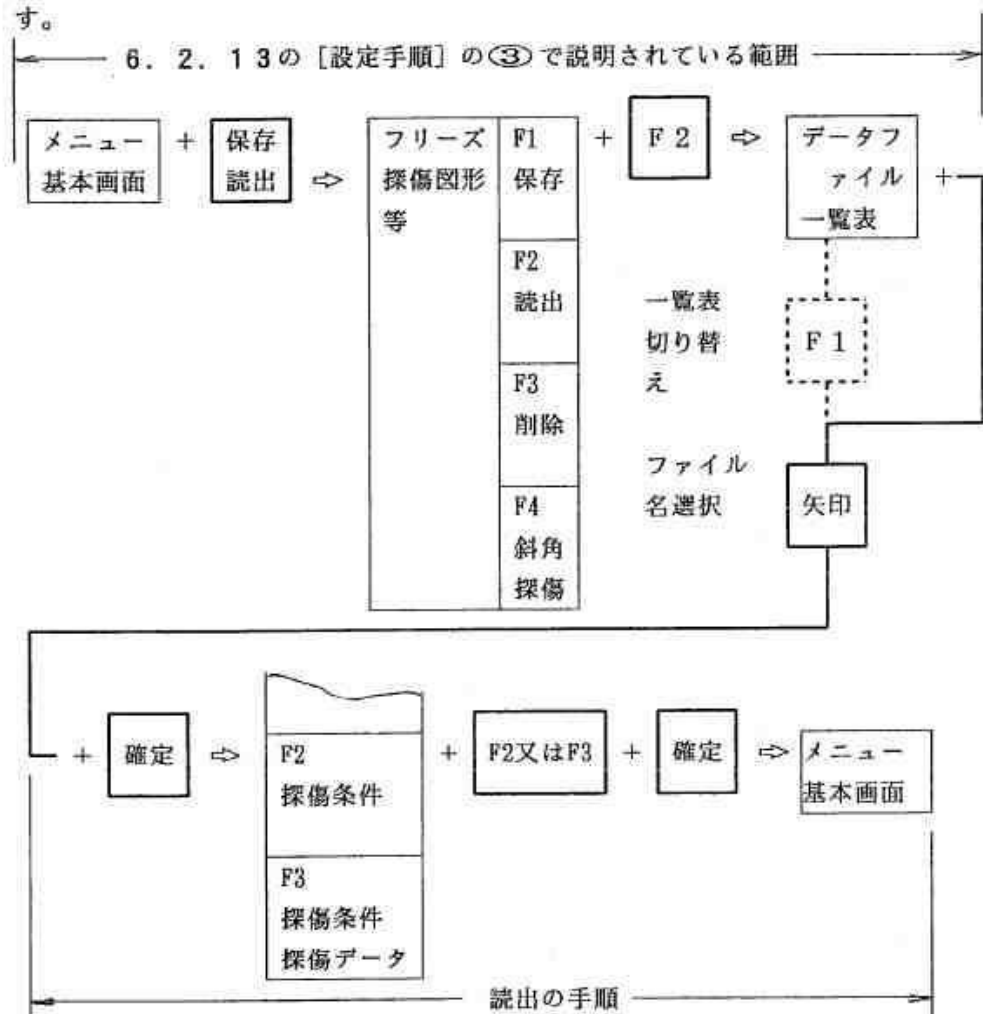 す。
6．2．13の［設定手順］の③で説明されている範囲
メニュー
基本画面
+
保存
読出
⇨
フリーズ
探傷図形
等
F1
保存
F2
読出
F3
削除
F4
斜角
探傷
+
F2
⇨
データフ
ァイル
一覧表
+
一覧表
切り替
え
F1
ファイル
名選択
矢印
+
確定
⇨
F2
探傷条件
F3
探傷条件
探傷データ
+
F2又はF3
+
確定
⇨
メニュー
基本画面
読出の手順